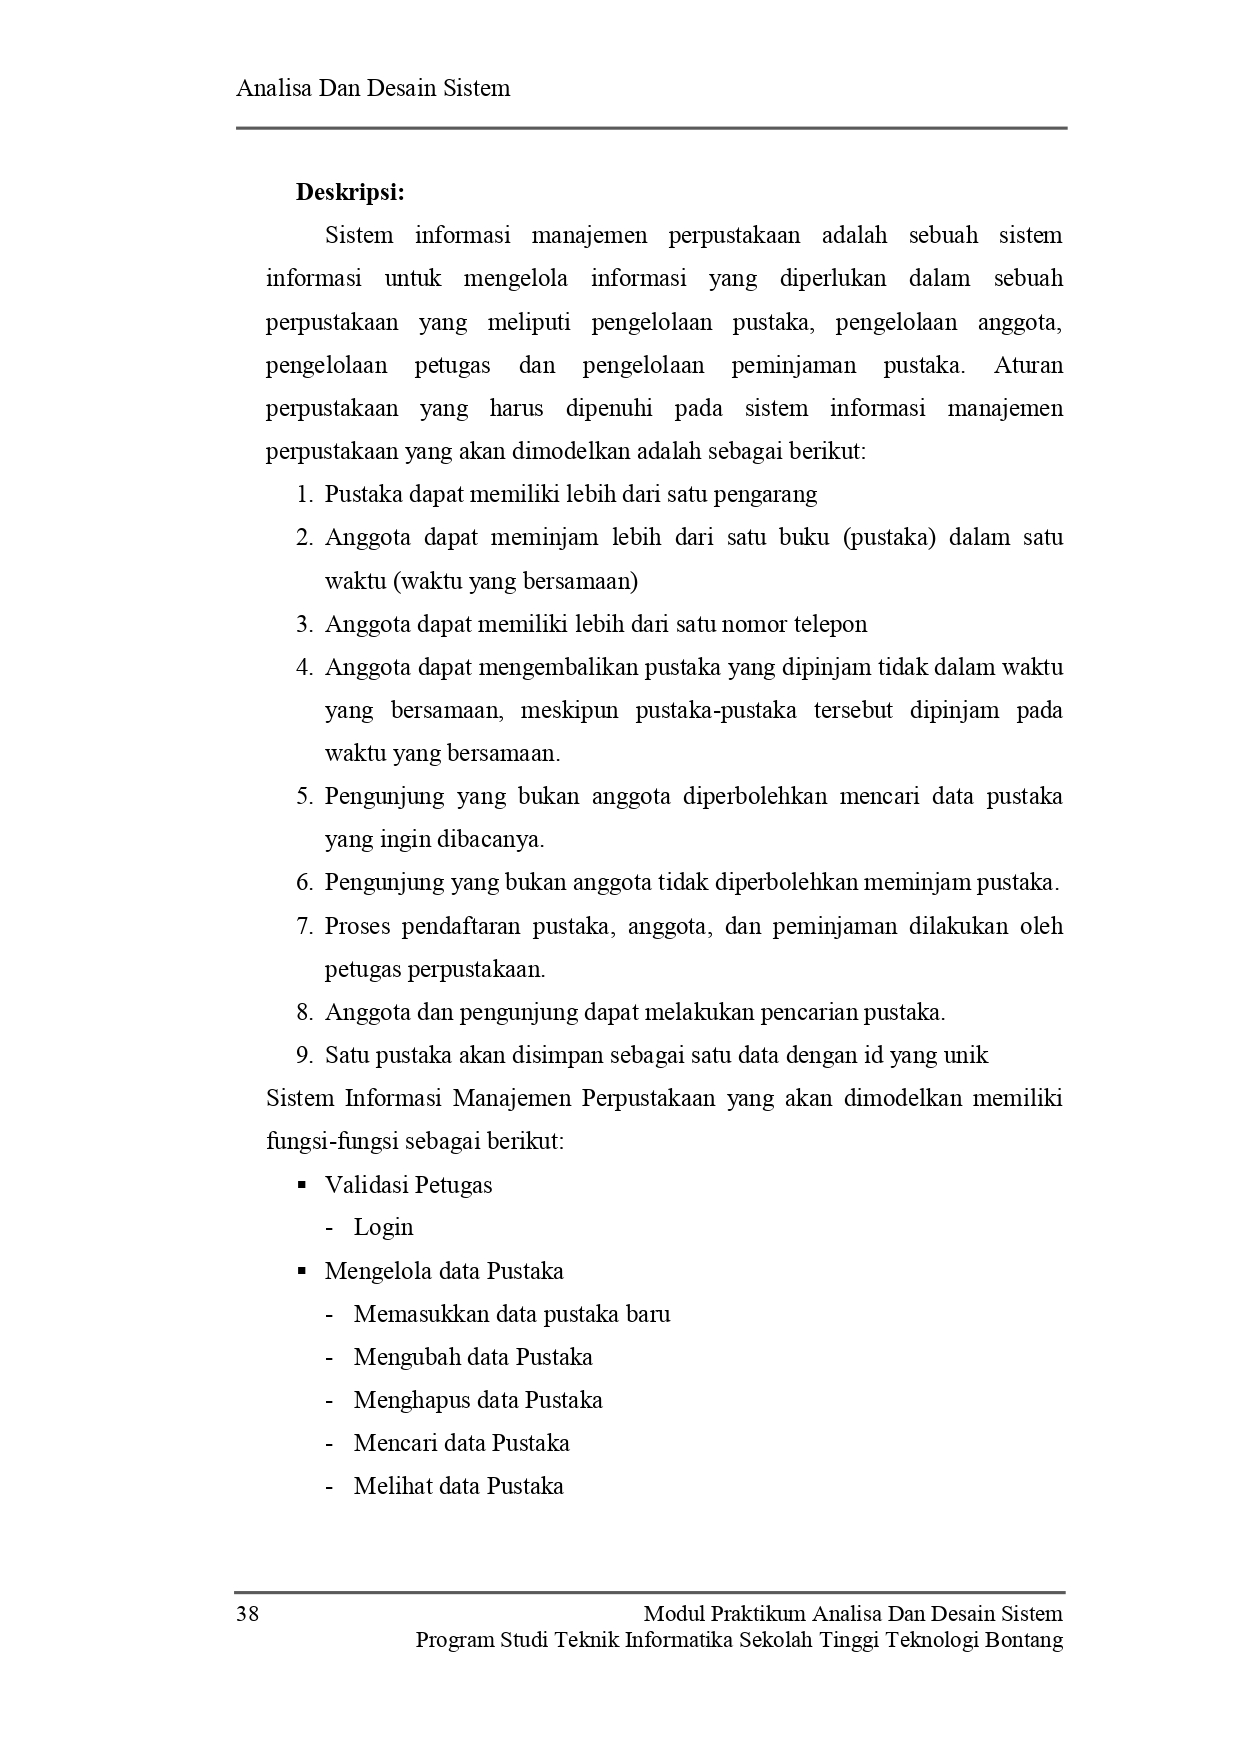 Analisa Dan Desain Sistem
Deskripsi:
Sistem informasi manajemen perpustakaan adalah sebuah sistem
informasi untuk mengelola informasi yang diperlukan dalam sebuah
perpustakaan yang meliputi pengelolaan pustaka, pengelolaan anggota,
pengelolaan petugas dan pengelolaan peminjaman pustaka. Aturan
perpustakaan yang harus dipenuhi pada sistem informasi manajemen
perpustakaan yang akan dimodelkan adalah sebagai berikut:
1. Pustaka dapat memiliki lebih dari satu pengarang
2. Anggota dapat meminjam lebih dari satu buku (pustaka) dalam satu
waktu (waktu yang bersamaan)
3. Anggota dapat memiliki lebih dari satu nomor telepon
4. Anggota dapat mengembalikan pustaka yang dipinjam tidak dalam waktu
yang bersamaan, meskipun pustaka-pustaka tersebut dipinjam pada
waktu yang bersamaan.
5. Pengunjung yang bukan anggota diperbolehkan mencari data pustaka
yang ingin dibacanya.
6. Pengunjung yang bukan anggota tidak diperbolehkan meminjam pustaka.
7. Proses pendaftaran pustaka, anggota, dan peminjaman dilakukan oleh
petugas perpustakaan.
8. Anggota dan pengunjung dapat melakukan pencarian pustaka.
9. Satu pustaka akan disimpan sebagai satu data dengan id yang unik
Sistem Informasi Manajemen Perpustakaan yang akan dimodelkan memiliki
fungsi-fungsi sebagai berikut:
▪ Validasi Petugas
- Login
▪ Mengelola data Pustaka
- Memasukkan data pustaka baru
- Mengubah data Pustaka
- Menghapus data Pustaka
- Mencari data Pustaka
- Melihat data Pustaka
38 Modul Praktikum Analisa Dan Desain Sistem
Program Studi Teknik Informatika Sekolah Tinggi Teknologi Bontang